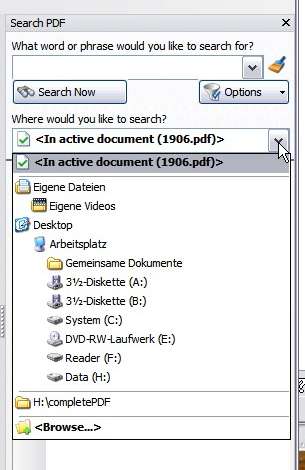 Search PDF
What word or phrase would you like to search for?
Search Now
Options
Where would you like to search?
<In active document (1906.pdf)>
<In active document (1906.pdf)>
Eigene Dateien
Eigene Videos
Desktop
Arbeitsplatz
Gemeinsame Dokumente
3½-Diskette (A:)
3½-Diskette (B:)
System (C:)
DVD-RW-Laufwerk (E:)
Reader (F:)
Data (H:)
H:\completePDF
<Browse...>